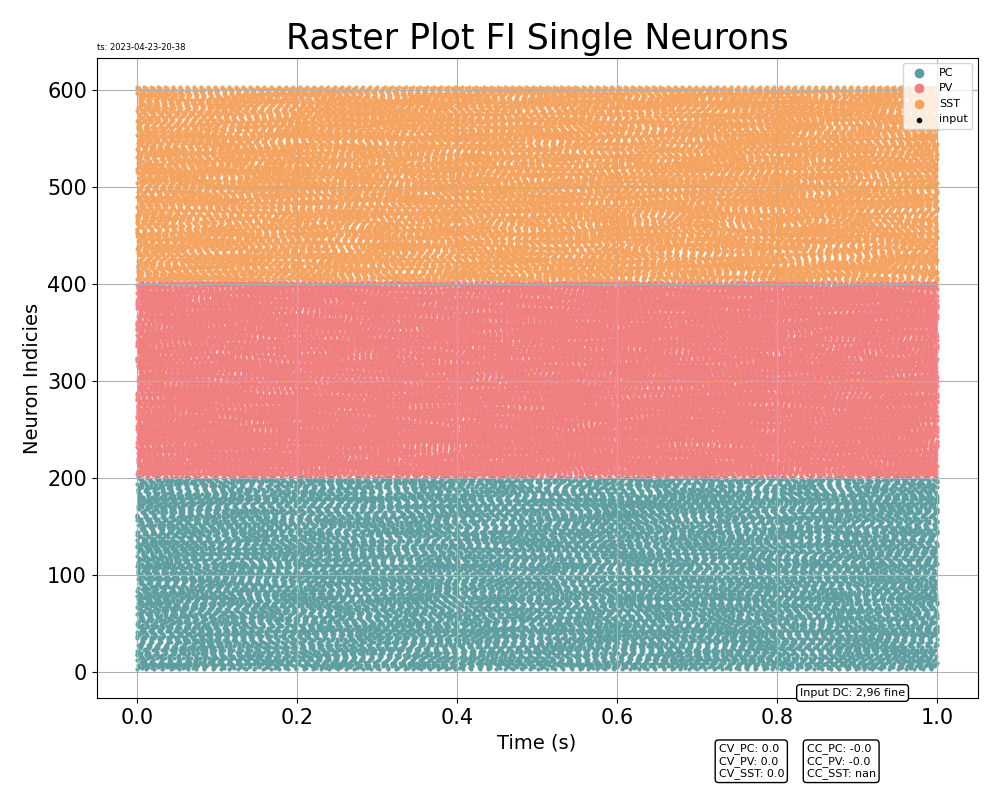 Raster Plot FI Single Neurons
ts: 2023-04-23-20-38
PC
PV
SST
input
600
500
400
300
200
100
0
Neuron Indicies
Input DC: 2,96 fine
0.0 0.2 0.4 0.6 0.8 1.0
Time (s)
CV_PC: 0.0
CV_PV: 0.0
CV_SST: 0.0
CC_PC: -0.0
CC_PV: -0.0
CC_SST: nan